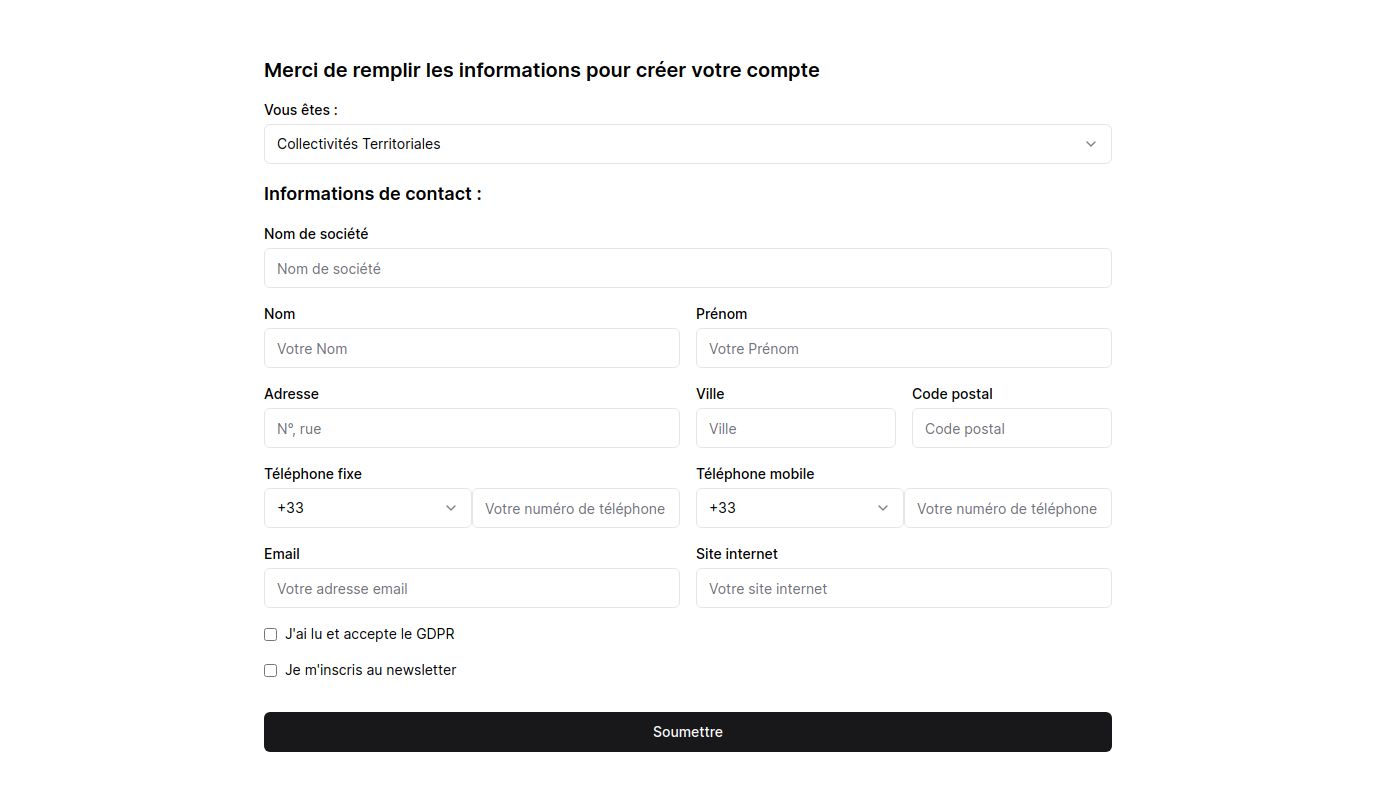 Merci de remplir les informations pour créer votre compte
Vous êtes :
Collectivités Territoriales
Informations de contact :
Nom de société
Nom de société
Nom Prénom
Votre Nom Votre Prénom
Adresse Ville Code postal
N°, rue Ville Code postal
Téléphone fixe Téléphone mobile
+33 Votre numéro de téléphone +33 Votre numéro de téléphone
Email Site internet
Votre adresse email Votre site internet
J'ai lu et accepte le GDPR
Je m'inscris au newsletter
Soumettre